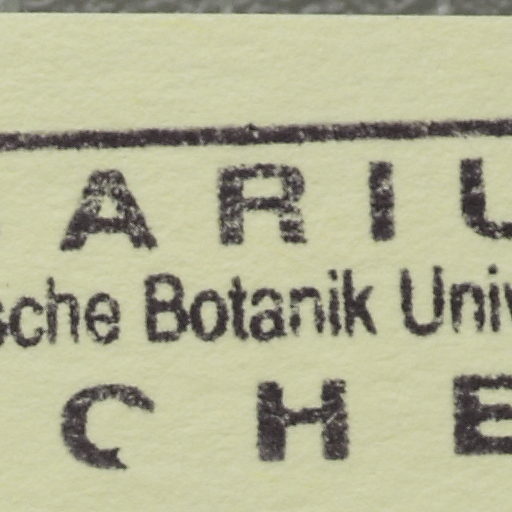 A R I U
sche Botanik Univ
C H E